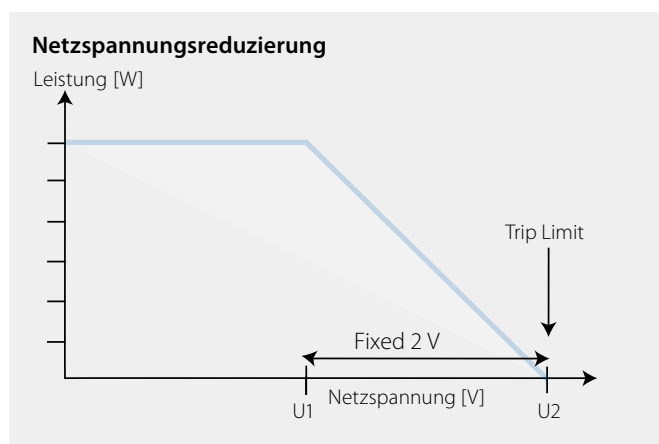 Netzspannungsreduzierung
Leistung [W]
Trip Limit
Fixed 2 V
Netzspannung [V]
U1
U2